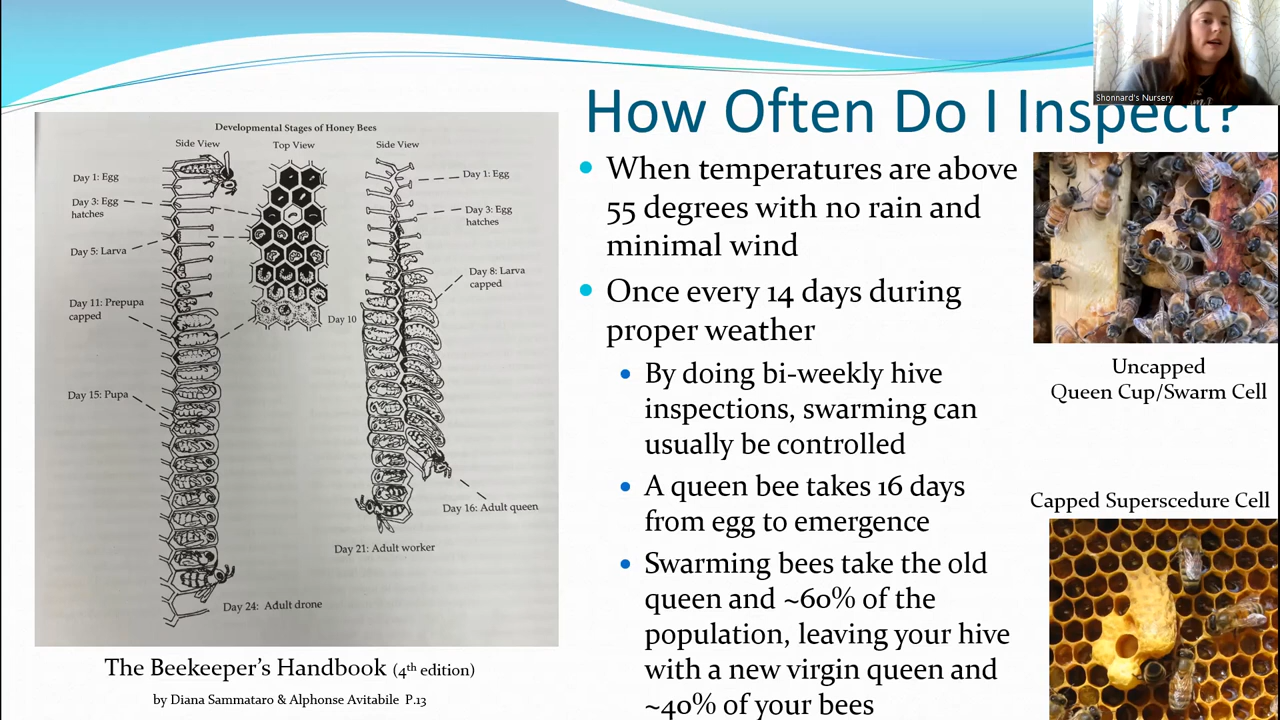 Shonnard's Nursery
How Often Do I Inspect?
Developmental Stages of Honey Bees
Side View
Top View
Side View
Day 1: Egg
Day 3: Egg
hatches
Day 5: Larva
Day 11: Prepupa
capped
Day 15: Pupa
Day 10
Day 1: Egg
Day 3: Egg
hatches
Day 8: Larva
capped
Day 16: Adult queen
Day 21: Adult worker
Day 24: Adult drone
The Beekeeper's Handbook (4th edition)
by Diana Sammataro & Alphonse Avitabile P.13
• When temperatures are above
55 degrees with no rain and
minimal wind
• Once every 14 days during
proper weather
• By doing bi-weekly hive
inspections, swarming can
usually be controlled
• A queen bee takes 16 days
from egg to emergence
• Swarming bees take the old
queen and ~60% of the
population, leaving your hive
with a new virgin queen and
~40% of your bees
Uncapped
Queen Cup/Swarm Cell
Capped Superscedure Cell